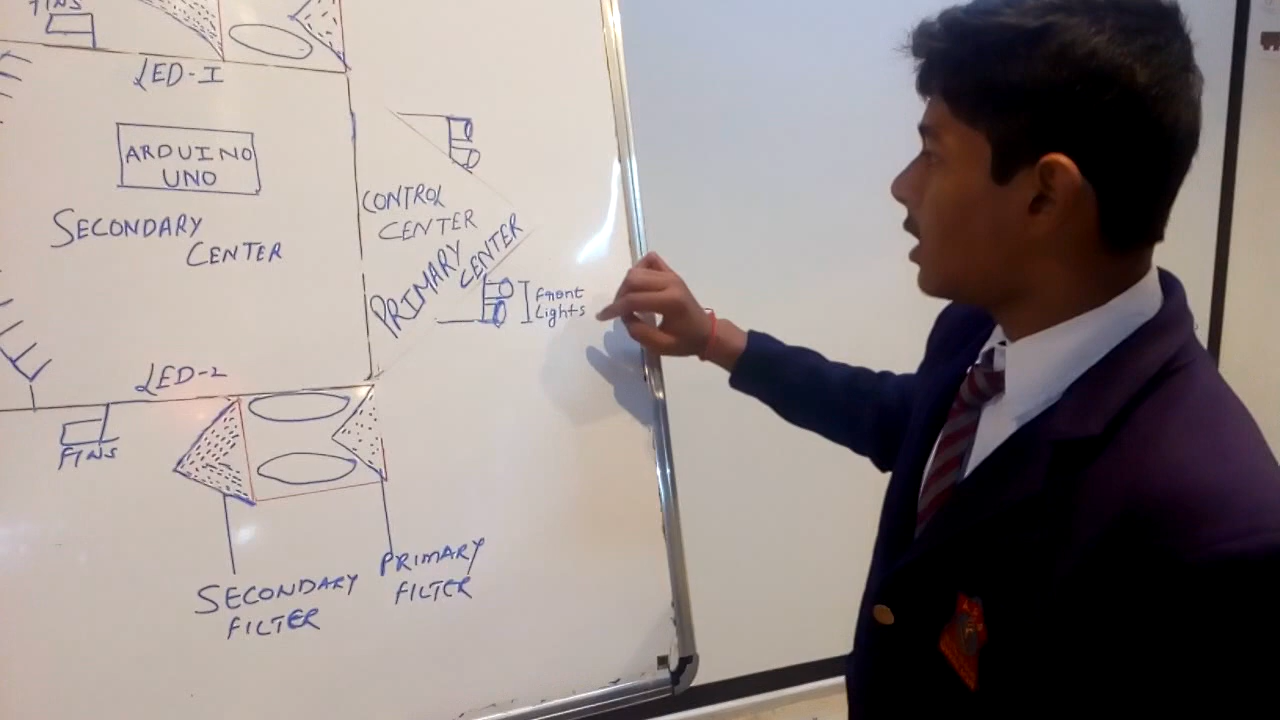 FINS
LED-I
ARDUINO
UNO
SECONDARY
CENTER
CONTROL
CENTER
PRIMARY
CENTER
Front
Lights
LED-2
FINS
PRIMARY
FILTER
SECONDARY
FILTER